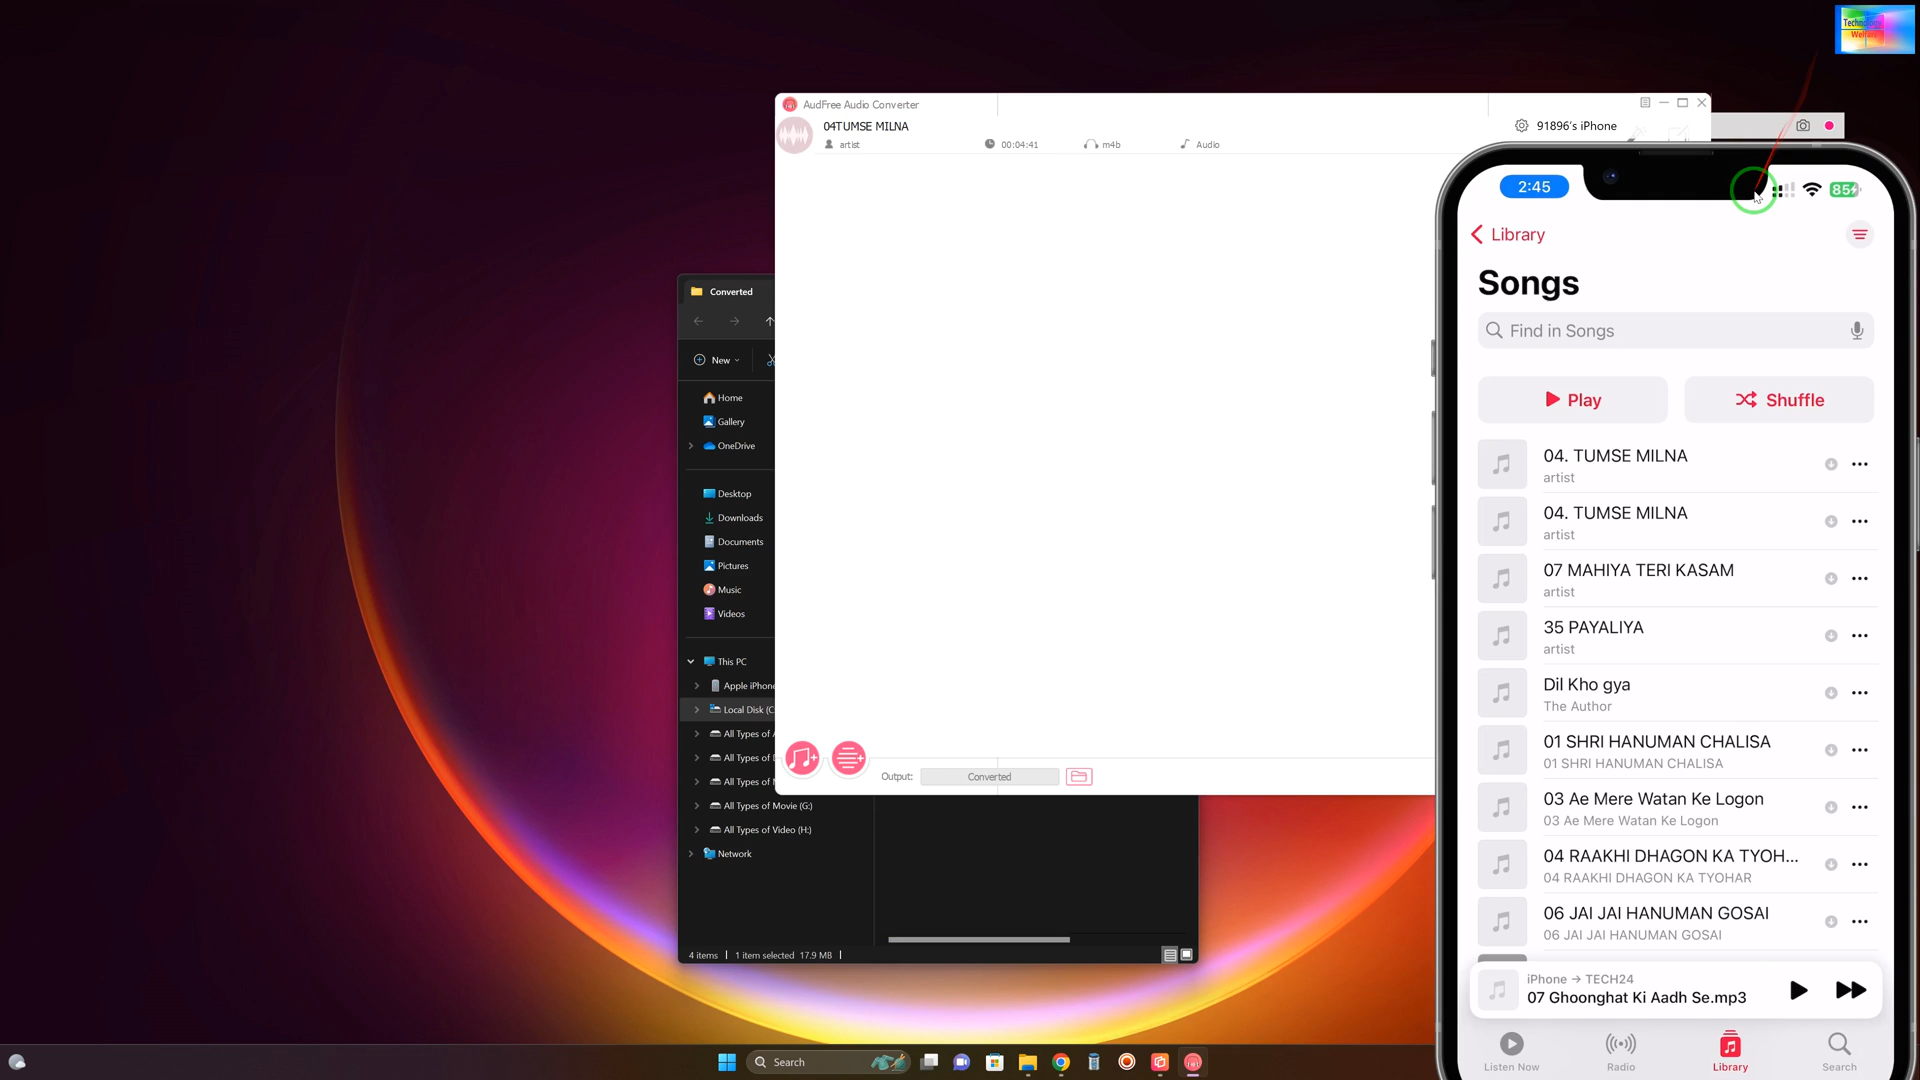 Technology
Welfare
AudFree Audio Converter
04TUMSE MILNA
artist
00:04:41
m4b
Audio
91896's iPhone
Converted
New
Home
Gallery
OneDrive
Desktop
Downloads
Documents
Pictures
Music
Videos
This PC
Apple iPhone
Local Disk (C
All Types of A
All Types of
All Types of
All Types of Movie (G:)
All Types of Video (H:)
Network
4 items
1 item selected 17.9 MB
Output:
Converted
2:45
85
Library
Songs
Find in Songs
Play
Shuffle
04. TUMSE MILNA
artist
04. TUMSE MILNA
artist
07 MAHIYA TERI KASAM
artist
35 PAYALIYA
artist
Dil Kho gya
The Author
01 SHRI HANUMAN CHALISA
01 SHRI HANUMAN CHALISA
03 Ae Mere Watan Ke Logon
03 Ae Mere Watan Ke Logon
04 RAAKHI DHAGON KA TYOH...
04 RAAKHI DHAGON KA TYOHAR
06 JAI JAI HANUMAN GOSAI
06 JAI JAI HANUMAN GOSAI
iPhone → TECH24
07 Ghoonghat Ki Aadh Se.mp3
Listen Now
Radio
Library
Search
Search